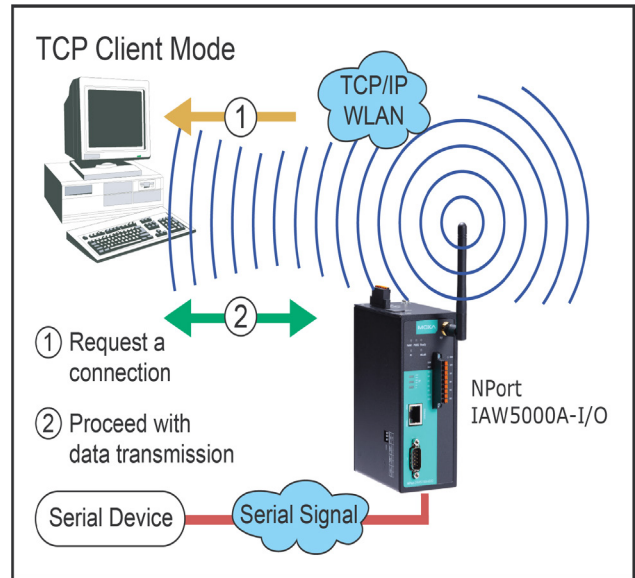 TCP Client Mode
TCP/IP
WLAN
1
2
1 Request a
connection
2 Proceed with
data transmission
NPort
IAW5000A-I/O
MOXA
Serial Device
Serial Signal